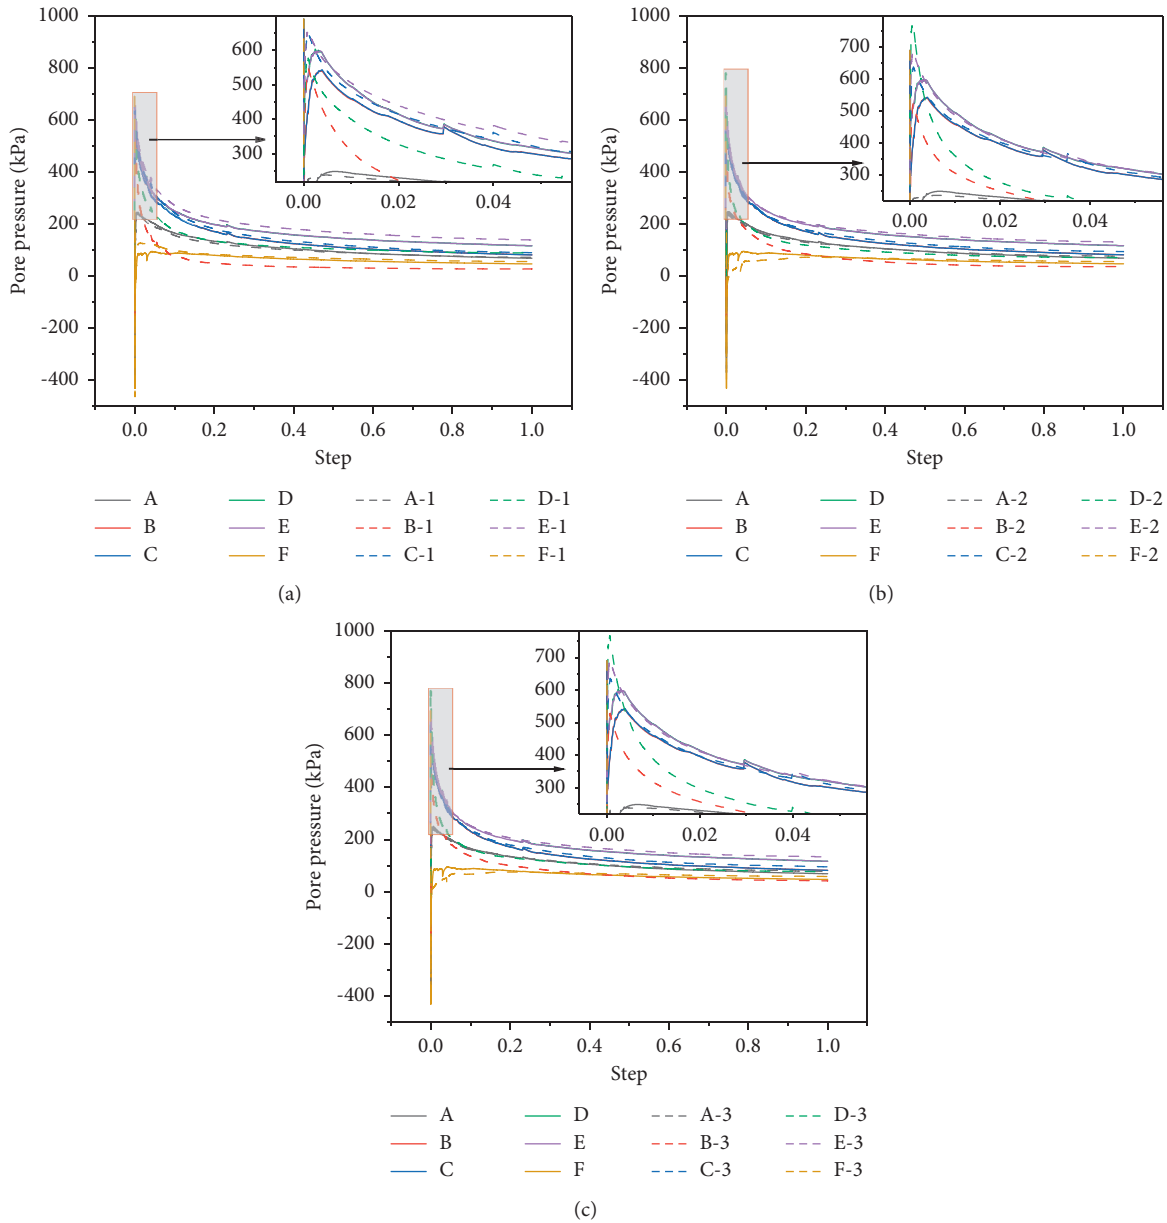 1000
800
600
400
200
0
-200
-400
Pore pressure (kPa)
0.0 0.2 0.4 0.6 0.8 1.0
Step
600
500
400
300
0.00 0.02 0.04
A D A-1 D-1
B E B-1 E-1
C F C-1 F-1
(a)
1000
800
600
400
200
0
-200
-400
Pore pressure (kPa)
0.0 0.2 0.4 0.6 0.8 1.0
Step
700
600
500
400
300
0.00 0.02 0.04
A D A-2 D-2
B E B-2 E-2
C F C-2 F-2
(b)
1000
800
600
400
200
0
-200
-400
Pore pressure (kPa)
0.0 0.2 0.4 0.6 0.8 1.0
Step
700
600
500
400
300
0.00 0.02 0.04
A D A-3 D-3
B E B-3 E-3
C F C-3 F-3
(c)